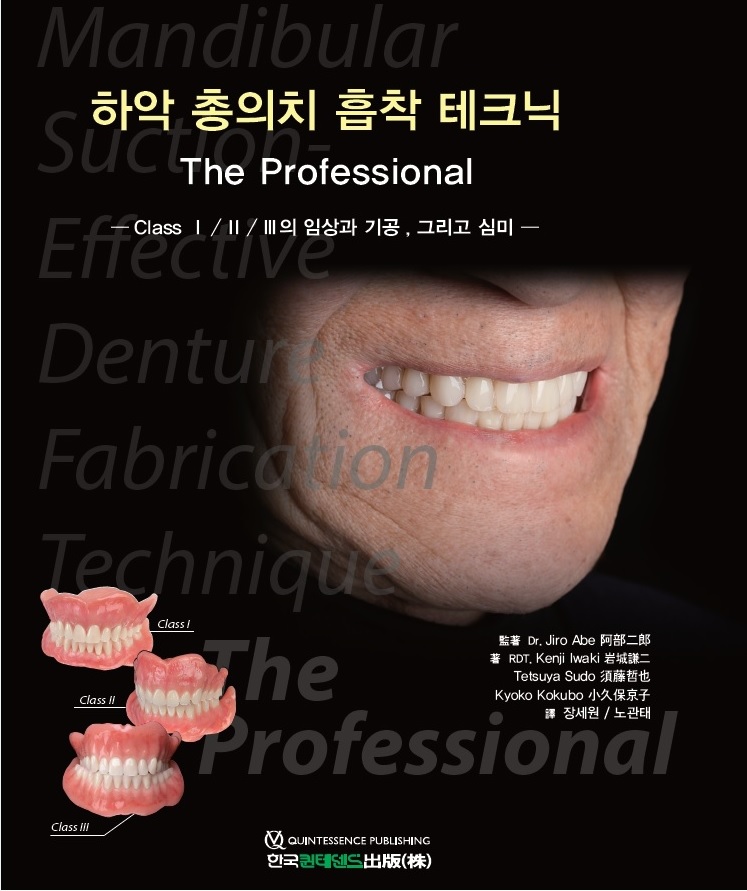 Mandibular
하악 총의치 흡착 테크닉
Suction-
The Professional
— Class Ⅰ / Ⅱ / Ⅲ의 임상과 기공 , 그리고 심미 —
Effective
Denture
Fabrication
Technique
Class I
Class II
Class III
The
Professional
監著 Dr. Jiro Abe 阿部二郎
著 RDT. Kenji Iwaki 岩城謙二
Tetsuya Sudo 須藤哲也
Kyoko Kokubo 小久保京子
譯 장세원 / 노관태
QUINTESSENCE PUBLISHING
한국퀸테센스出版(株)